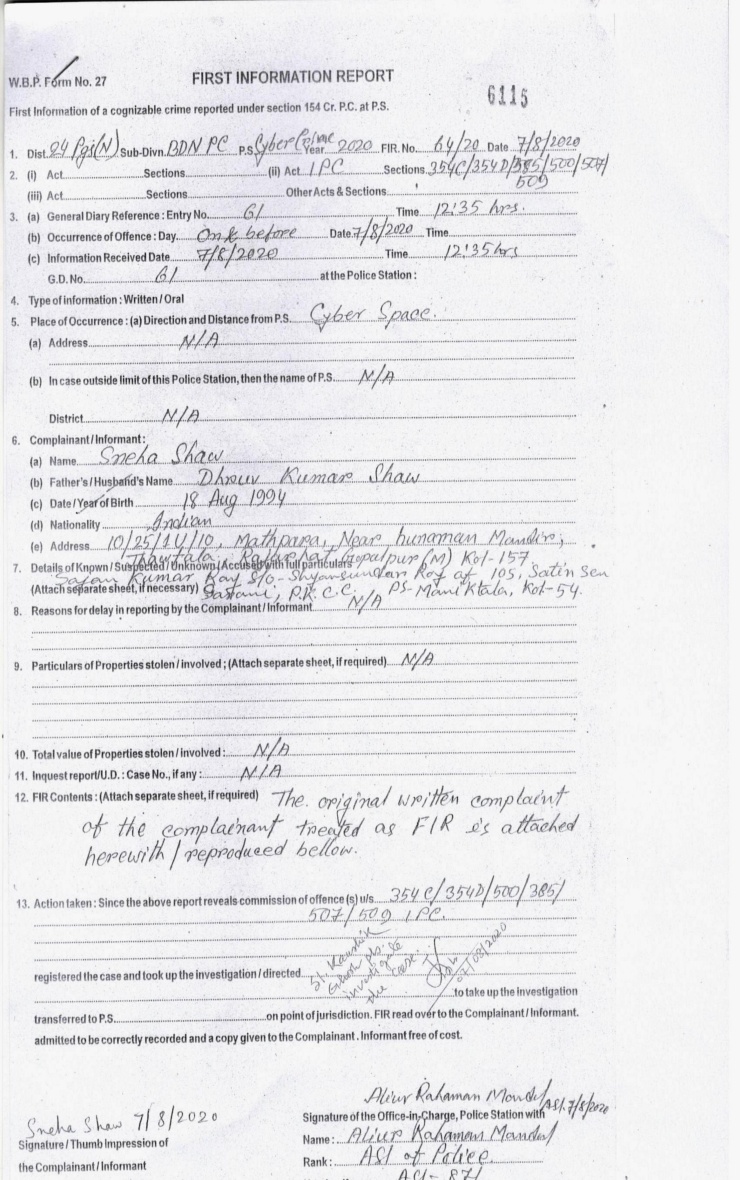 W.B.P. Form No. 27
FIRST INFORMATION REPORT
6115
First Information of a cognizable crime reported under section 154 Cr. P.C. at P.S.
1. Dist. 24 Pgs(N) Sub-Divn. BDN PC P.S. Cyber Crime Year 2020 FIR. No. 64/20 Date 7/8/2020
2. (i) Act Sections (ii) Act IPC Sections 354C/354D/385/500/507/
509
(iii) Act Sections Other Acts & Sections
3. (a) General Diary Reference : Entry No. 61 Time 12:35 hrs.
(b) Occurrence of Offence : Day. On & before Date 7/8/2020 Time
(c) Information Received Date 7/8/2020 Time 12:35 hrs
G.D. No. 61 at the Police Station :
4. Type of information : Written / Oral
5. Place of Occurrence : (a) Direction and Distance from P.S. Cyber Space.
(a) Address N/A
(b) In case outside limit of this Police Station, then the name of P.S. N/A
District N/A
6. Complainant / Informant :
(a) Name Sneha Shaw
(b) Father's / Husband's Name Dhruv Kumar Shaw
(c) Date / Year of Birth 18 Aug 1994
(d) Nationality Indian
(e) Address 10/25/1U/10, Mathpara, Near hunaman Mandir,
Gopalpur (M) Kol-157
7. Details of Knpwn / Suspected / Unknown / Accused with full particulars
Kumar Roy S/o- Shyamsundar Roy of 105, Satin Sen
(Attach separate sheet, if necessary) Sarani, P.K.C.C. PS- Maniktala, Kol-54.
8. Reasons for delay in reporting by the Complainant / Informant N/A
9. Particulars of Properties stolen / involved ; (Attach separate sheet, if required) N/A
10. Total value of Properties stolen / involved : N/A
11. Inquest report/U.D. : Case No., if any : N/A
12. FIR Contents : (Attach separate sheet, if required) The original written complaint
of the complainant treated as FIR is attached
herewith / reproduced bellow.
13. Action taken : Since the above report reveals commission of offence (s) u/s. 354C/354D/500/385/
507/509 IPC.
SI. Kaushik
investigate
the case.
07/08/2020
registered the case and took up the investigation / directed
to take up the investigation
transferred to P.S. on point of jurisdiction. FIR read over to the Complainant / Informant.
admitted to be correctly recorded and a copy given to the Complainant . Informant free of cost.
Aliur Rahaman Mondal
ASI. 7/8/2020
Sneha Shaw 7/8/2020
Signature of the Office-in-Charge, Police Station with
Signature / Thumb Impression of
Name : Aliur Rahaman Mondal
the Complainant / Informant
Rank : ASI of Police
ASI- 871